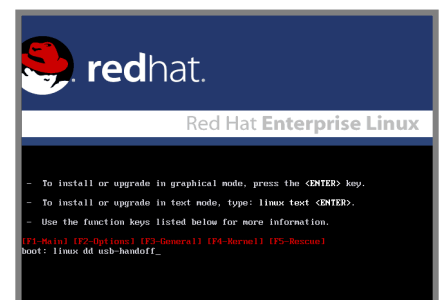 redhat.
Red Hat Enterprise Linux
- To install or upgrade in graphical mode, press the <ENTER> key.
- To install or upgrade in text mode, type: linux text <ENTER>.
- Use the function keys listed below for more information.
[F1-Main] [F2-Options] [F3-General] [F4-Kernel] [F5-Rescue]
boot: linux dd usb-handoff_